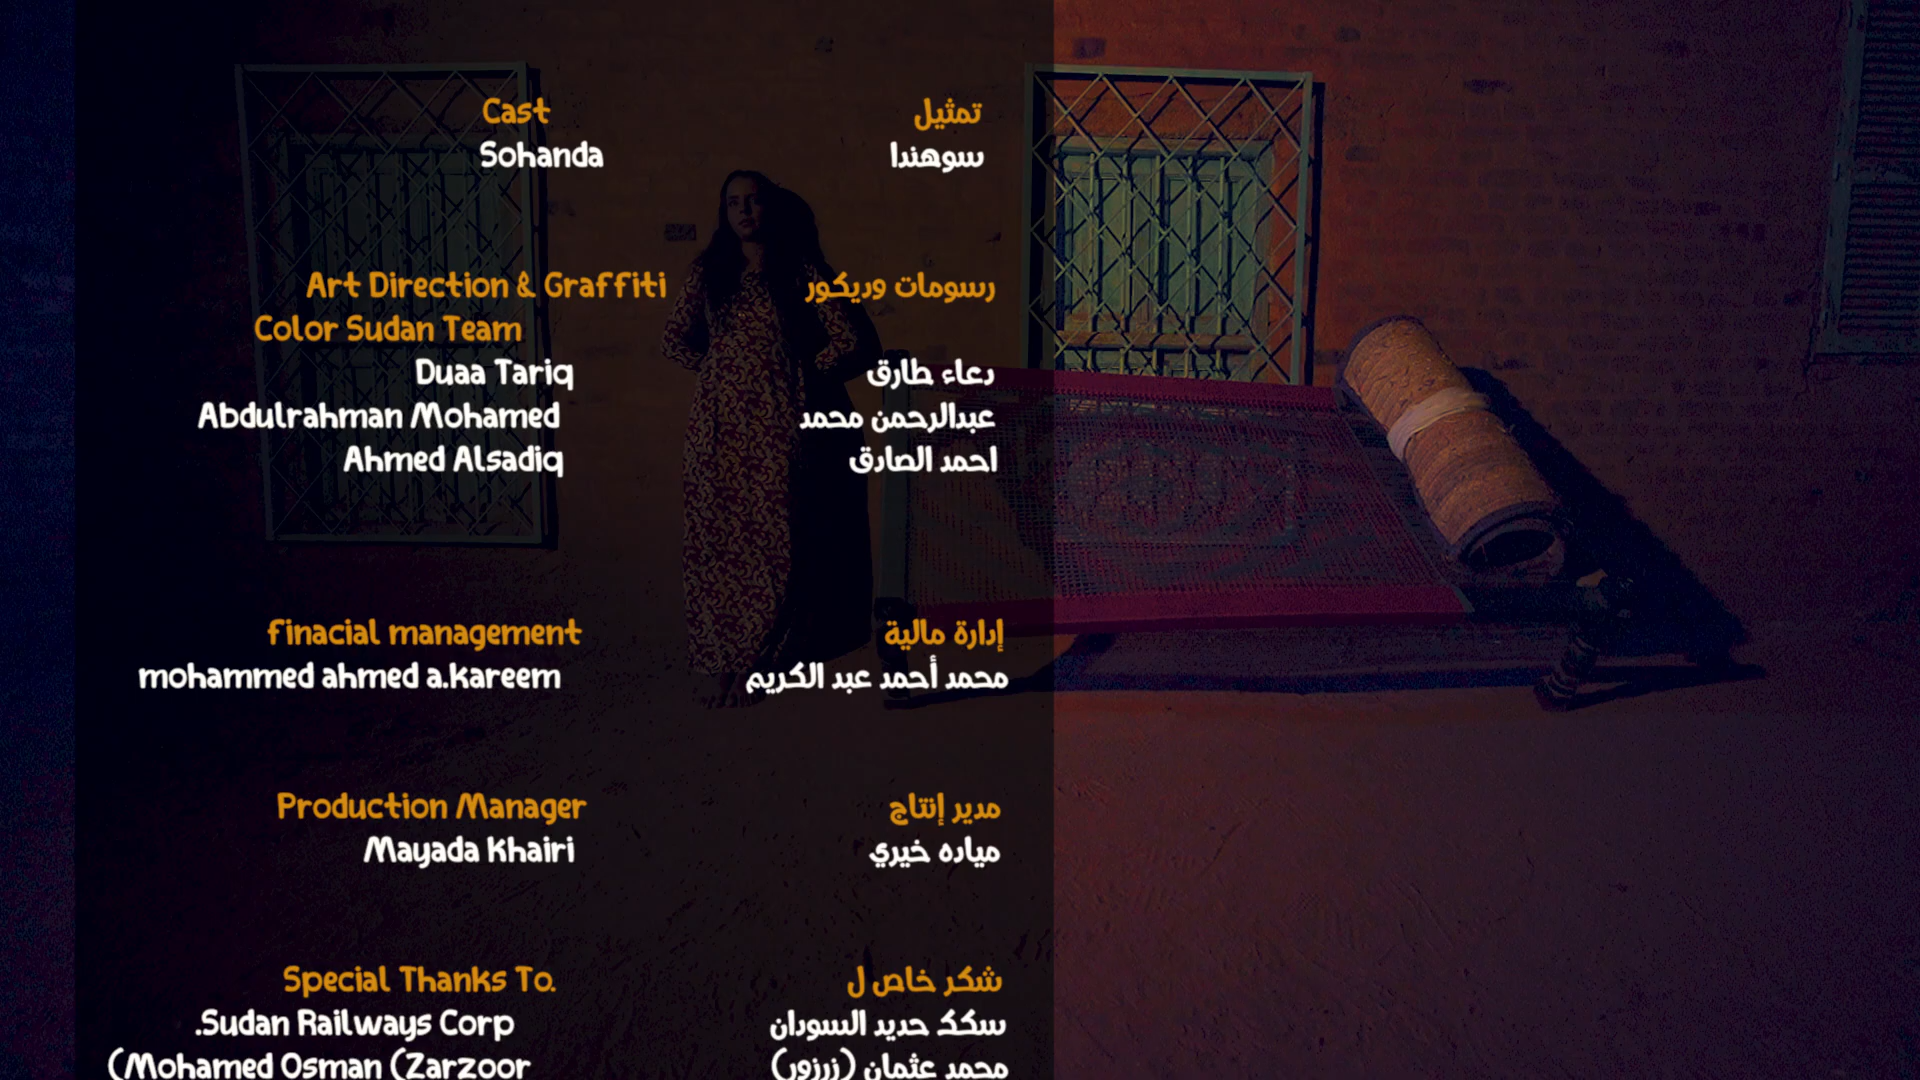 Cast
تمثيل
Sohanda
سوهندا
Art Direction & Graffiti
رسومات وديكور
Color Sudan Team
Duaa Tariq
دعاء طارق
Abdulrahman Mohamed
عبدالرحمن محمد
Ahmed Alsadiq
احمد الصادق
finacial management
إدارة مالية
mohammed ahmed a.kareem
محمد أحمد عبد الكريم
Production Manager
مدير إنتاج
Mayada Khairi
مياده خيري
Special Thanks To.
شكر خاص ل
.Sudan Railways Corp
سكك حديد السودان
(Mohamed Osman (Zarzoor
محمد عثمان (زرزور)